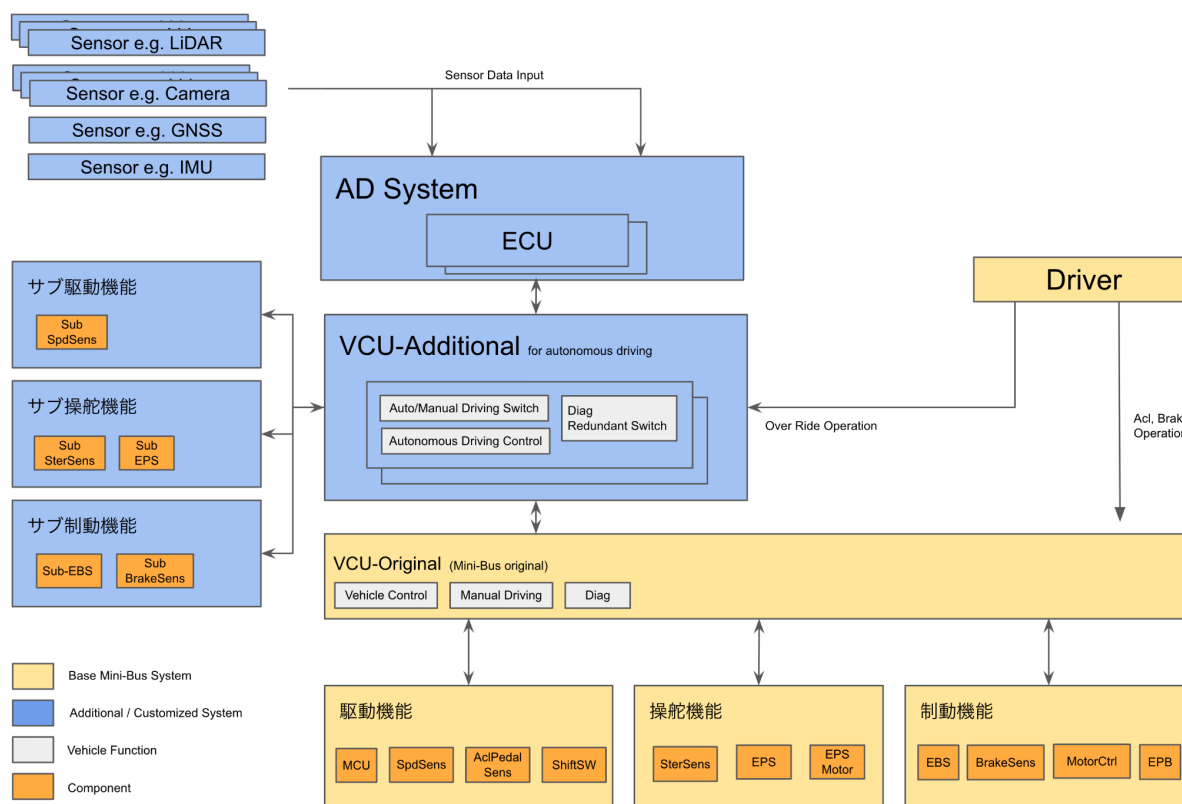 Sensor e.g. LiDAR
Sensor e.g. Camera
Sensor e.g. GNSS
Sensor e.g. IMU
Sensor Data Input
AD System
ECU
サブ駆動機能
Sub
SpdSens
サブ操舵機能
Sub
SterSens
Sub
EPS
サブ制動機能
Sub-EBS
Sub
BrakeSens
VCU-Additional for autonomous driving
Auto/Manual Driving Switch
Autonomous Driving Control
Diag
Redundant Switch
Driver
Over Ride Operation
Acl, Brak
Operation
VCU-Original (Mini-Bus original)
Vehicle Control
Manual Driving
Diag
駆動機能
MCU
SpdSens
AclPedal
Sens
ShiftSW
操舵機能
SterSens
EPS
EPS
Motor
制動機能
EBS
BrakeSens
MotorCtrl
EPB
Base Mini-Bus System
Additional / Customized System
Vehicle Function
Component